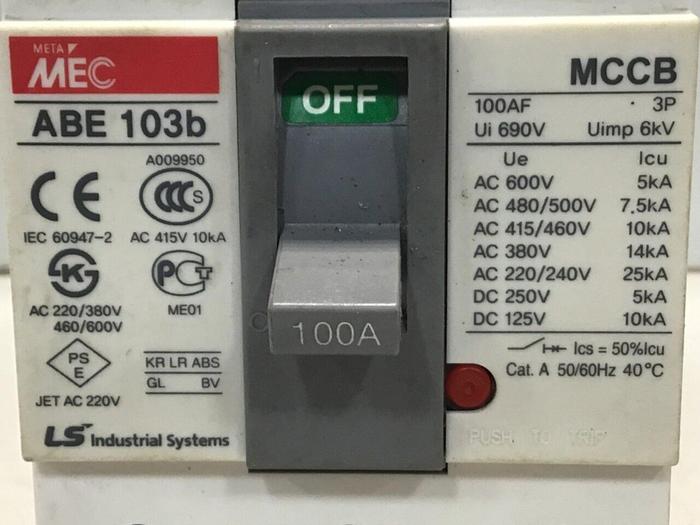 META
MEC
ABE 103b
A009950
CE
CCC S
IEC 60947-2
AC 415V 10kA
K
PCT
AC 220/380V
460/600V
ME01
PS
E
KR LR ABS
GL BV
JET AC 220V
LS Industrial Systems
I
OFF
O
100A
MCCB
100AF · 3P
Ui 690V Uimp 6kV
Ue Icu
AC 600V 5kA
AC 480/500V 7.5kA
AC 415/460V 10kA
AC 380V 14kA
AC 220/240V 25kA
DC 250V 5kA
DC 125V 10kA
Ics = 50%Icu
Cat. A 50/60Hz 40°C
PUSH TO TRIP